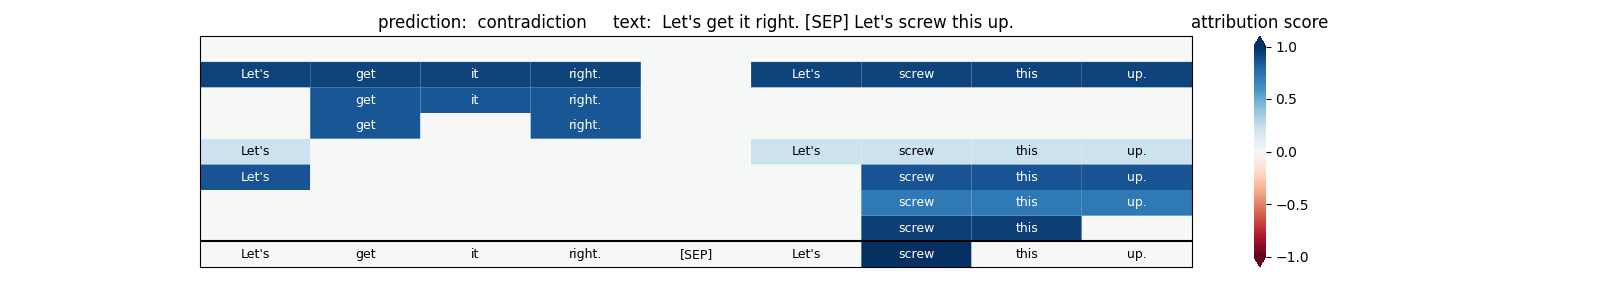 prediction:  contradiction     text:  Let's get it right. [SEP] Let's screw this up.
attribution score
Let's get it right. Let's screw this up.
get it right.
get right.
Let's Let's screw this up.
Let's screw this up.
screw this up.
screw this
Let's get it right. [SEP] Let's screw this up.
1.0
0.5
0.0
−0.5
−1.0